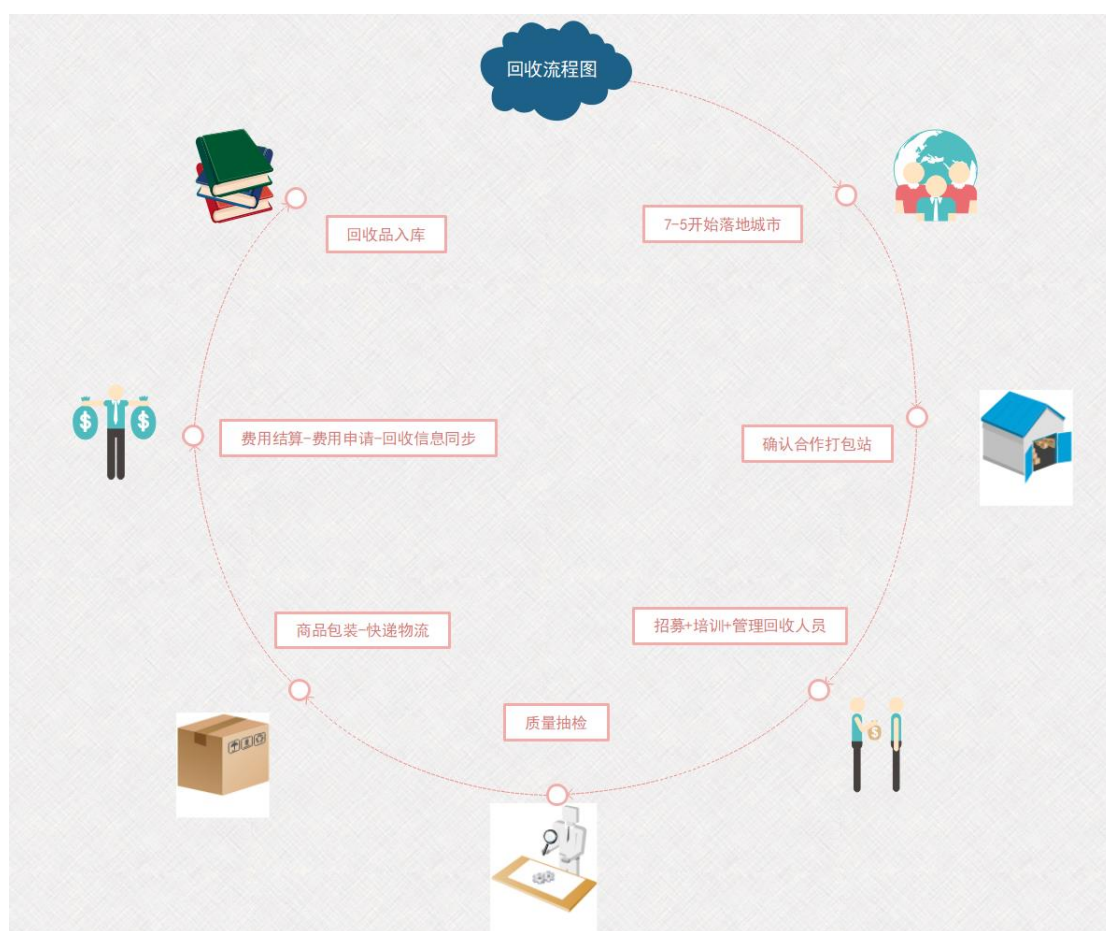 回收流程图
7-5开始落地城市
确认合作打包站
招募+培训+管理回收人员
质量抽检
商品包装-快递物流
费用结算-费用申请-回收信息同步
回收品入库